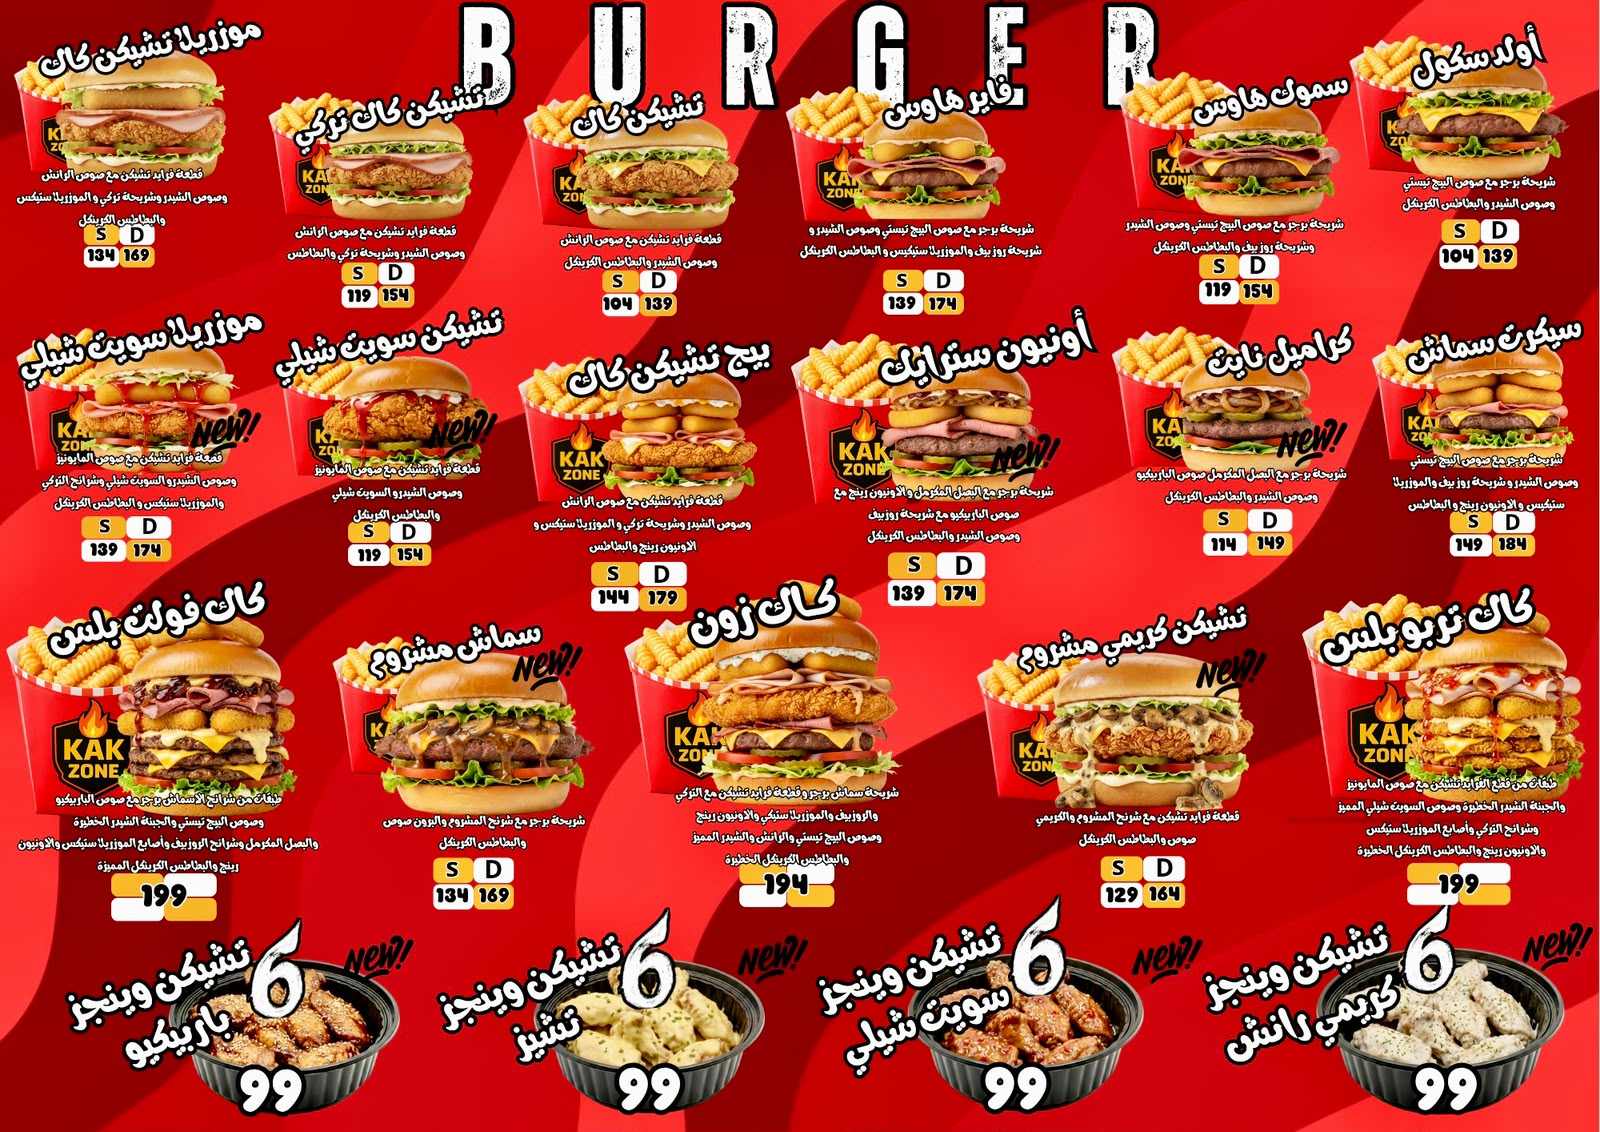 BURGER
أولد سكول
شريحة برجر مع صوص البيج تيستي
وصوص الشيدر والبطاطس الكرينكل
S D
104 139
سموك هاوس
شريحة برجر مع صوص البيج تيستي وصوص الشيدر
وشريحة روز بيف والبطاطس الكرينكل
S D
119 154
فاير هاوس
شريحة برجر مع صوص البيج تيستي وصوص الشيدر و
شريحة روز بيف والموزريلا ستيكيس و البطاطس الكرينكل
S D
139 174
تشيكن كاك
قطعة فرايد تشيكن مع صوص الرانش
وصوص الشيدر والبطاطس الكرينكل
S D
104 139
تشيكن كاك تركي
قطعة فرايد تشيكن مع صوص الرانش
وصوص الشيدر وشريحة تركي والبطاطس
S D
119 154
موزريلا تشيكن كاك
قطعة فرايد تشيكن مع صوص الرانش
وصوص الشيدر وشريحة تركي و الموزريلا ستيكس
والبطاطس الكرينكل
S D
134 169
سيكرت سماش
شريحة برجر مع صوص البيج تيستي
وصوص الشيدر و شريحة روز بيف والموزريلا
ستيكس و الاونيون رينج و البطاطس
S D
149 184
كراميل نايت
NEW!
شريحة برجر مع البصل المكرمل صوص الباربيكيو
وصوص الشيدر والبطاطس الكرينكل
S D
114 149
أونيون سترايك
NEW!
شريحة برجر مع البصل المكرمل و الاونيون رينج مع
صوص الباربيكيو مع شريحة روزبيف
وصوص الشيدر والبطاطس الكرينكل
S D
139 174
بيج تشيكن كاك
قطعة فرايد تشيكن مع صوص الرانش
وصوص الشيدر وشريحة تركي و الموزريلا ستيكس و
الاونيون رينج والبطاطس
S D
144 179
تشيكن سويت شيلي
NEW!
قطعة فرايد تشيكن مع صوص المايونيز
وصوص الشيدرو السويت شيلي
والبطاطس الكرينكل
S D
119 154
موزريلا سويت شيلي
NEW!
قطعة فرايد تشيكن مع صوص المايونيز
وصوص الشيدرو السويت شيلي وشرائح التركي
والموزريلا ستيكس و البطاطس الكرينكل
S D
139 174
كاك تربو بلس
طبقات من قطع الفرايد تشيكن مع صوص المايونيز
والجبنة الشيدر الخطيرة وصوص السويت شيلي المميز
وشرائح التركي وأصابع الموزريلا ستيكس
والاونيون رينج والبطاطس الكرينكل الخطيرة
199
تشيكن كريمي مشروم
NEW!
قطعة فرايد تشيكن مع شرنح المشروم والكريمي
صوص والبطاطس الكرينكل
S D
129 164
كاك زون
شريحة سماش برجر و قطعة فرايد تشيكن مع التركي
والروزبيف والموزريلا ستيكي والاونيون رينج
وصوص البيج تيستي والرانش والشيدر المميز
والبطاطس الكرينكل الخطيرة
194
سماش مشروم
NEW!
شريحة برجر مع شرنح المشروم والبرون صوص
والبطاطس الكرينكل
S D
134 169
كاك فولت بلس
طبقات من شرائح الاسماش برجر مع صوص الباربيكيو
وصوص البيج تيستي والجبنة الشيدر الخطيرة
والبصل المكرمل وشرائح الروزبيف وأصابع الموزريلا ستيكس والاونيون
رينج والبطاطس الكرينكل المميزة
199
KAK
ZONE
6 تشيكن وينجز
كريمي رانش
NEW!
99
6 تشيكن وينجز
سويت شيلي
NEW!
99
6 تشيكن وينجز
تشيز
NEW!
99
6 تشيكن وينجز
باربيكيو
NEW!
99